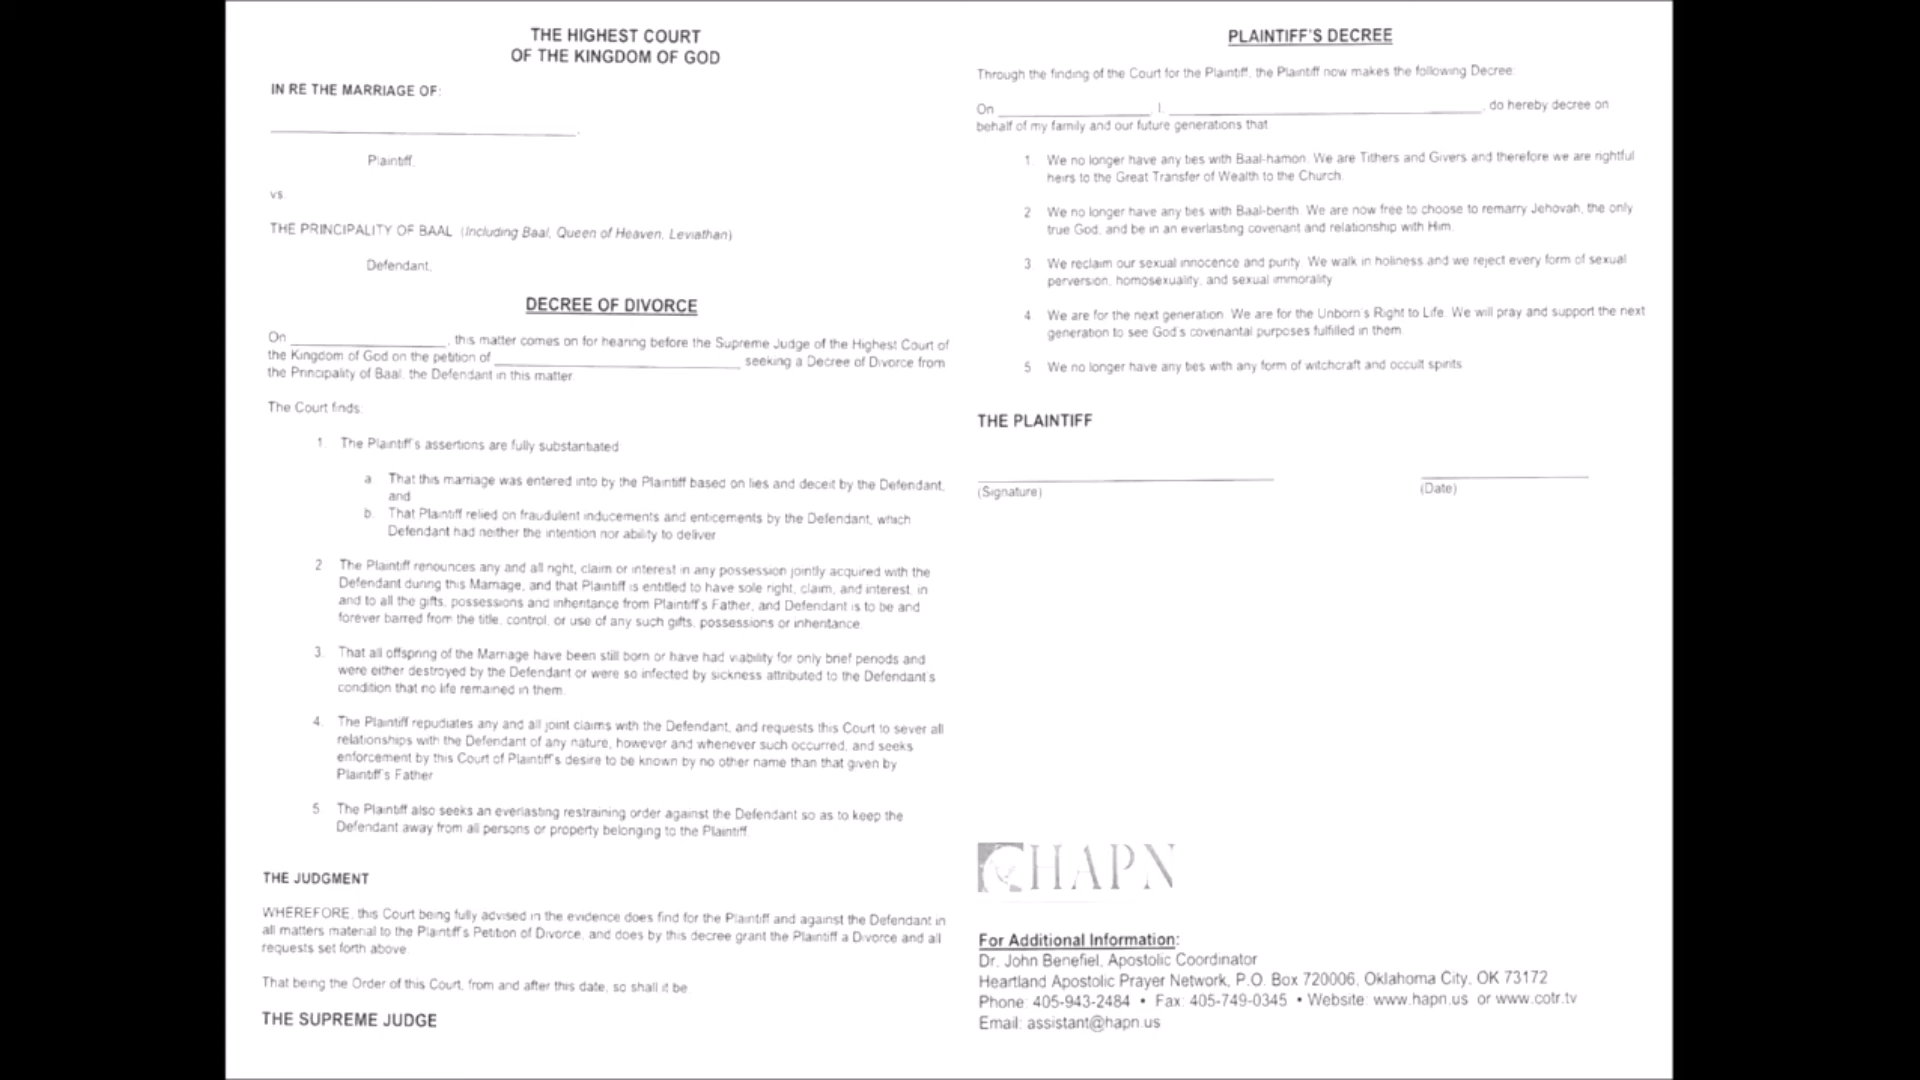 THE HIGHEST COURT
OF THE KINGDOM OF GOD
IN RE THE MARRIAGE OF:
Plaintiff,
vs.
THE PRINCIPALITY OF BAAL (Including Baal, Queen of Heaven, Leviathan)
Defendant,
DECREE OF DIVORCE
On ____________, this matter comes on for hearing before the Supreme Judge of the Highest Court of
the Kingdom of God on the petition of ____________ seeking a Decree of Divorce from
the Principality of Baal, the Defendant in this matter
The Court finds:
1. The Plaintiff's assertions are fully substantiated
a. That this marriage was entered into by the Plaintiff based on lies and deceit by the Defendant,
and
b. That Plaintiff relied on fraudulent inducements and enticements by the Defendant, which
Defendant had neither the intention nor ability to deliver
2 The Plaintiff renounces any and all right, claim or interest in any possession jointly acquired with the
Defendant during this Marriage, and that Plaintiff is entitled to have sole right, claim, and interest, in
and to all the gifts, possessions and inheritance from Plaintiff's Father, and Defendant is to be and
forever barred from the title, control, or use of any such gifts, possessions or inheritance.
3. That all offspring of the Marriage have been still born or have had viability for only brief periods and
were either destroyed by the Defendant or were so infected by sickness attributed to the Defendant's
condition that no life remained in them.
4. The Plaintiff repudiates any and all joint claims with the Defendant, and requests this Court to sever all
relationships with the Defendant of any nature, however and whenever such occurred, and seeks
enforcement by this Court of Plaintiff's desire to be known by no other name than that given by
Plaintiff's Father
5 The Plaintiff also seeks an everlasting restraining order against the Defendant so as to keep the
Defendant away from all persons or property belonging to the Plaintiff.
THE JUDGMENT
WHEREFORE, this Court being fully advised in the evidence does find for the Plaintiff and against the Defendant in
all matters material to the Plaintiff's Petition of Divorce, and does by this decree grant the Plaintiff a Divorce and all
requests set forth above.
That being the Order of this Court, from and after this date, so shall it be
THE SUPREME JUDGE
PLAINTIFF'S DECREE
Through the finding of the Court for the Plaintiff, the Plaintiff now makes the following Decree:
On ____________, I, ____________, do hereby decree on
behalf of my family and our future generations that
1. We no longer have any ties with Baal-hamon. We are Tithers and Givers and therefore we are rightful
heirs to the Great Transfer of Wealth to the Church.
2 We no longer have any ties with Baal-berith. We are now free to choose to remarry Jehovah, the only
true God, and be in an everlasting covenant and relationship with Him.
3 We reclaim our sexual innocence and purity. We walk in holiness and we reject every form of sexual
perversion, homosexuality, and sexual immorality
4 We are for the next generation. We are for the Unborn's Right to Life. We will pray and support the next
generation to see God's covenantal purposes fulfilled in them.
5 We no longer have any ties with any form of witchcraft and occult spirits
THE PLAINTIFF
(Signature) (Date)
HAPN
For Additional Information:
Dr. John Benefiel, Apostolic Coordinator
Heartland Apostolic Prayer Network, P.O. Box 720006, Oklahoma City, OK 73172
Phone: 405-943-2484 • Fax: 405-749-0345 • Website: www.hapn.us or www.cotr.tv
Email: assistant@hapn.us